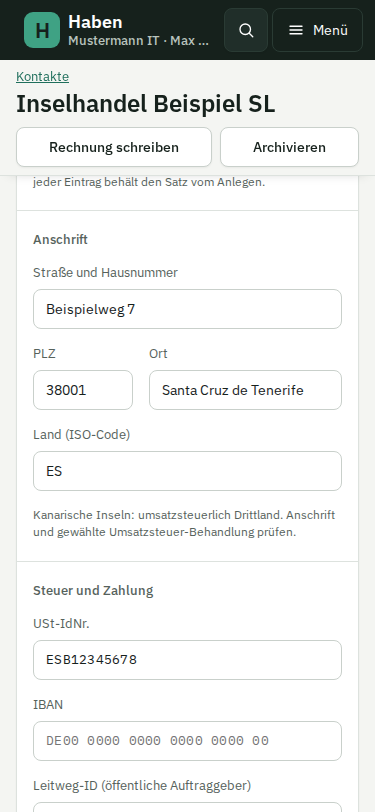 H
Haben
Mustermann IT · Max ...
Menü
Kontakte
Inselhandel Beispiel SL
Rechnung schreiben
Archivieren
jeder Eintrag behält den Satz vom Anlegen.
Anschrift
Straße und Hausnummer
Beispielweg 7
PLZ
Ort
38001
Santa Cruz de Tenerife
Land (ISO-Code)
ES
Kanarische Inseln: umsatzsteuerlich Drittland. Anschrift
und gewählte Umsatzsteuer-Behandlung prüfen.
Steuer und Zahlung
USt-IdNr.
ESB12345678
IBAN
DE00 0000 0000 0000 0000 00
Leitweg-ID (öffentliche Auftraggeber)